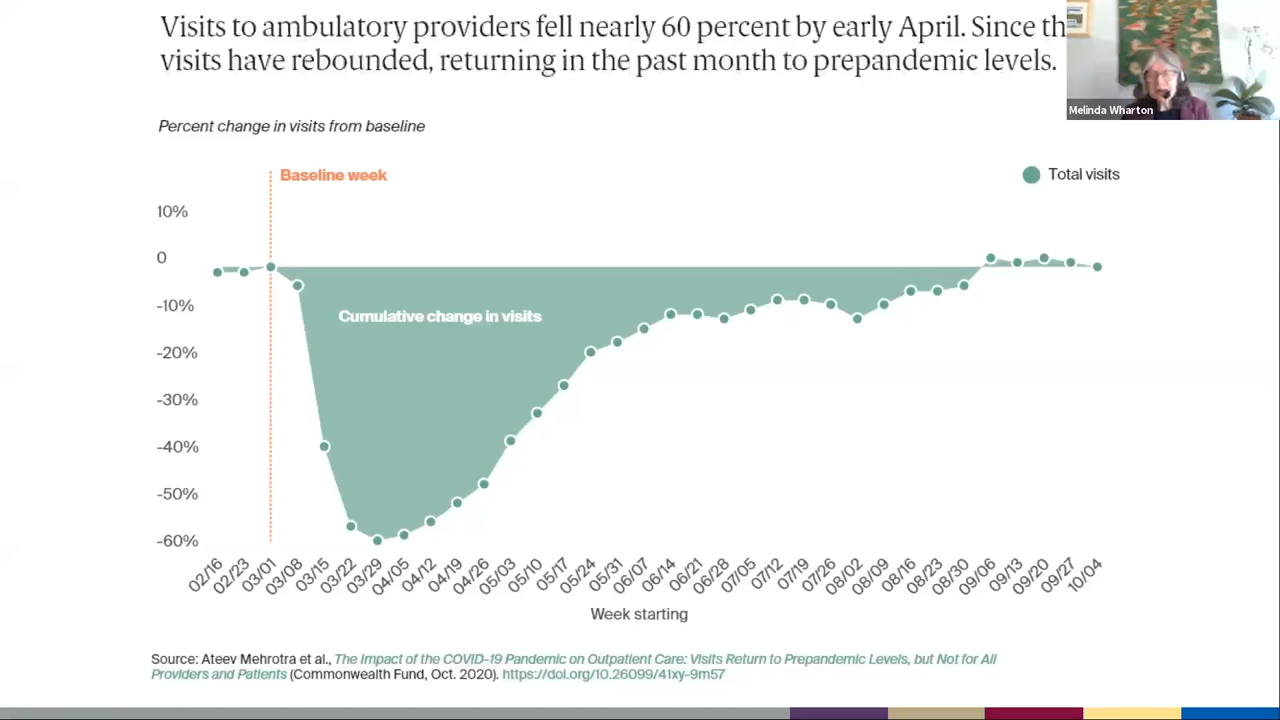 Visits to ambulatory providers fell nearly 60 percent by early April. Since
visits have rebounded, returning in the past month to prepandemic levels.
Melinda Wharton
Percent change in visits from baseline
Baseline week
Total visits
10%
0
-10%
Cumulative change in visits
-20%
-30%
-40%
-50%
-60%
02/16 02/23 03/01 03/08 03/15 03/22 03/29 04/05 04/12 04/19 04/26 05/03 05/10 05/17 05/24 05/31 06/07 06/14 06/21 06/28 07/05 07/12 07/19 07/26 08/02 08/09 08/16 08/23 08/30 09/06 09/13 09/20 09/27 10/04
Week starting
Source: Ateev Mehrotra et al., The Impact of the COVID-19 Pandemic on Outpatient Care: Visits Return to Prepandemic Levels, but Not for All
Providers and Patients (Commonwealth Fund, Oct. 2020). https://doi.org/10.26099/41xy-9m57